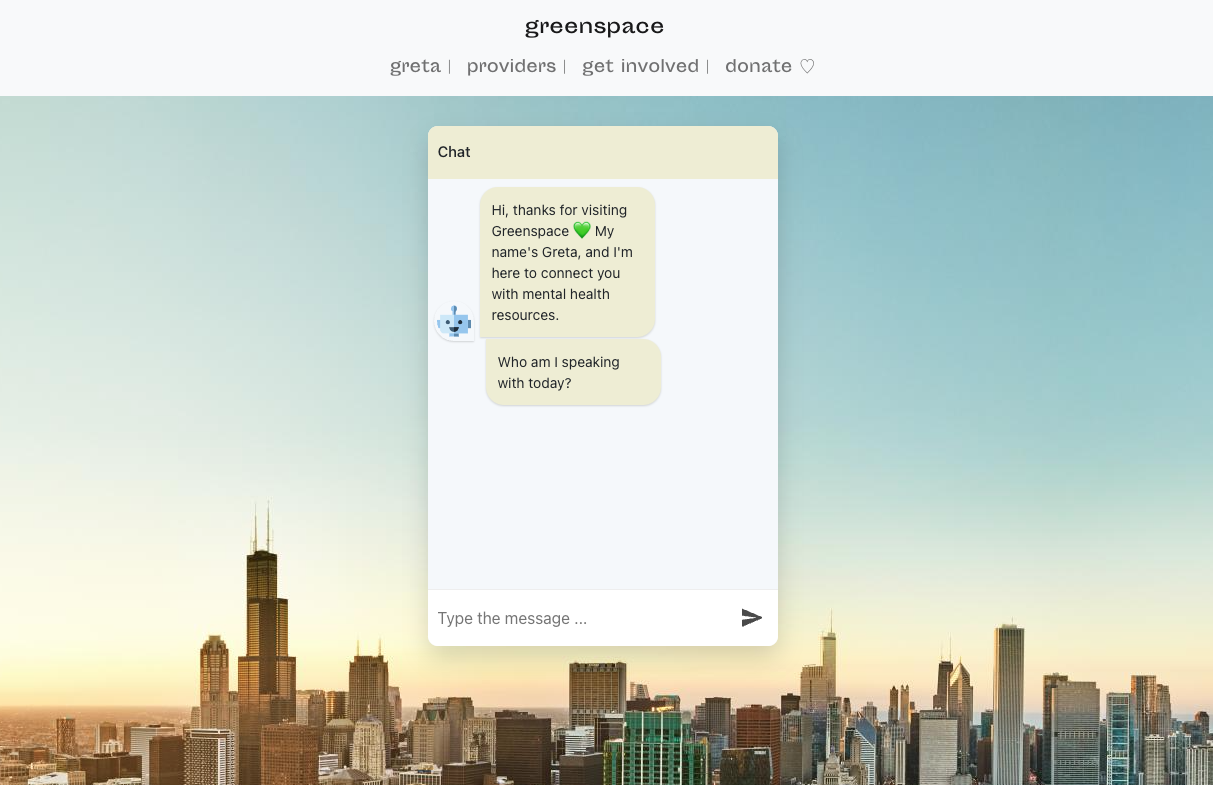 greenspace
greta | providers | get involved | donate ♡
Chat
Hi, thanks for visiting
Greenspace 💚 My
name's Greta, and I'm
here to connect you
with mental health
resources.
Who am I speaking
with today?
Type the message ...